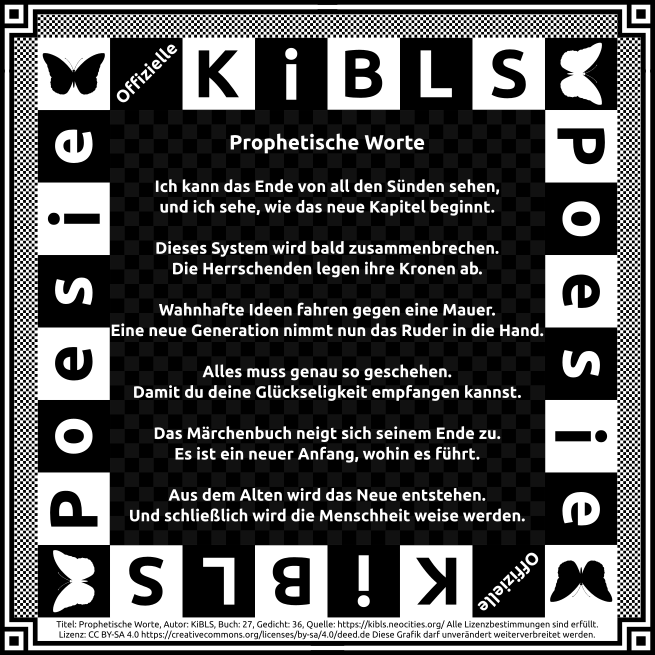 Offizielle
KiBLS
Poesie
Poesie
Prophetische Worte
Ich kann das Ende von all den Sünden sehen,
und ich sehe, wie das neue Kapitel beginnt.
Dieses System wird bald zusammenbrechen.
Die Herrschenden legen ihre Kronen ab.
Wahnhafte Ideen fahren gegen eine Mauer.
Eine neue Generation nimmt nun das Ruder in die Hand.
Alles muss genau so geschehen.
Damit du deine Glückseligkeit empfangen kannst.
Das Märchenbuch neigt sich seinem Ende zu.
Es ist ein neuer Anfang, wohin es führt.
Aus dem Alten wird das Neue entstehen.
Und schließlich wird die Menschheit weise werden.
Offizielle
KiBLS
Titel: Prophetische Worte, Autor: KiBLS, Buch: 27, Gedicht: 36, Quelle: https://kibls.neocities.org/ Alle Lizenzbestimmungen sind erfüllt.
Lizenz: CC BY-SA 4.0 https://creativecommons.org/licenses/by-sa/4.0/deed.de Diese Grafik darf unverändert weiterverbreitet werden.